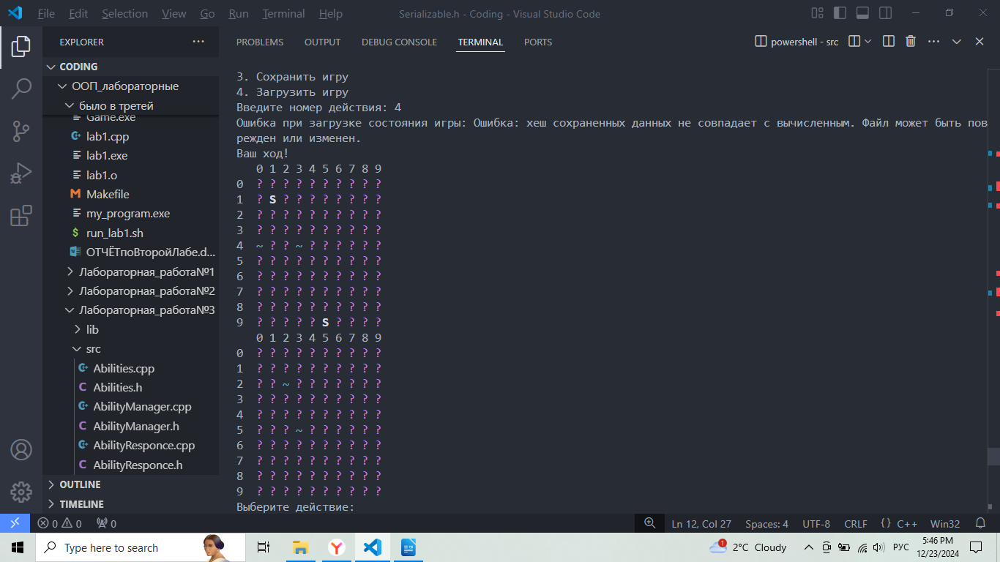 File Edit Selection View Go Run Terminal Help Serializable.h - Coding - Visual Studio Code
EXPLORER
CODING
ООП_лабораторные
было в третей
Game.exe
lab1.cpp
lab1.exe
lab1.o
Makefile
my_program.exe
run_lab1.sh
ОТЧЁТпоВторойЛабе.d...
Лабораторная_работа№1
Лабораторная_работа№2
Лабораторная_работа№3
lib
src
Abilities.cpp
Abilities.h
AbilityManager.cpp
AbilityManager.h
AbilityResponce.cpp
AbilityResponce.h
OUTLINE
TIMELINE
PROBLEMS OUTPUT DEBUG CONSOLE TERMINAL PORTS powershell - src
3. Сохранить игру
4. Загрузить игру
Введите номер действия: 4
Ошибка при загрузке состояния игры: Ошибка: хеш сохраненных данных не совпадает с вычисленным. Файл может быть пов
режден или изменен.
Ваш ход!
0 1 2 3 4 5 6 7 8 9
0 ? ? ? ? ? ? ? ? ? ?
1 ? S ? ? ? ? ? ? ? ?
2 ? ? ? ? ? ? ? ? ? ?
3 ? ? ? ? ? ? ? ? ? ?
4 ~ ? ? ~ ? ? ? ? ? ?
5 ? ? ? ? ? ? ? ? ? ?
6 ? ? ? ? ? ? ? ? ? ?
7 ? ? ? ? ? ? ? ? ? ?
8 ? ? ? ? ? ? ? ? ? ?
9 ? ? ? ? ? S ? ? ? ?
0 1 2 3 4 5 6 7 8 9
0 ? ? ? ? ? ? ? ? ? ?
1 ? ? ? ? ? ? ? ? ? ?
2 ? ? ~ ? ? ? ? ? ? ?
3 ? ? ? ? ? ? ? ? ? ?
4 ? ? ? ? ? ? ? ? ? ?
5 ? ? ? ~ ? ? ? ? ? ?
6 ? ? ? ? ? ? ? ? ? ?
7 ? ? ? ? ? ? ? ? ? ?
8 ? ? ? ? ? ? ? ? ? ?
9 ? ? ? ? ? ? ? ? ? ?
Выберите действие:
0 0 0 Ln 12, Col 27 Spaces: 4 UTF-8 CRLF {} C++ Win32
Type here to search 1 2°C Cloudy РУС 5:46 PM
12/23/2024